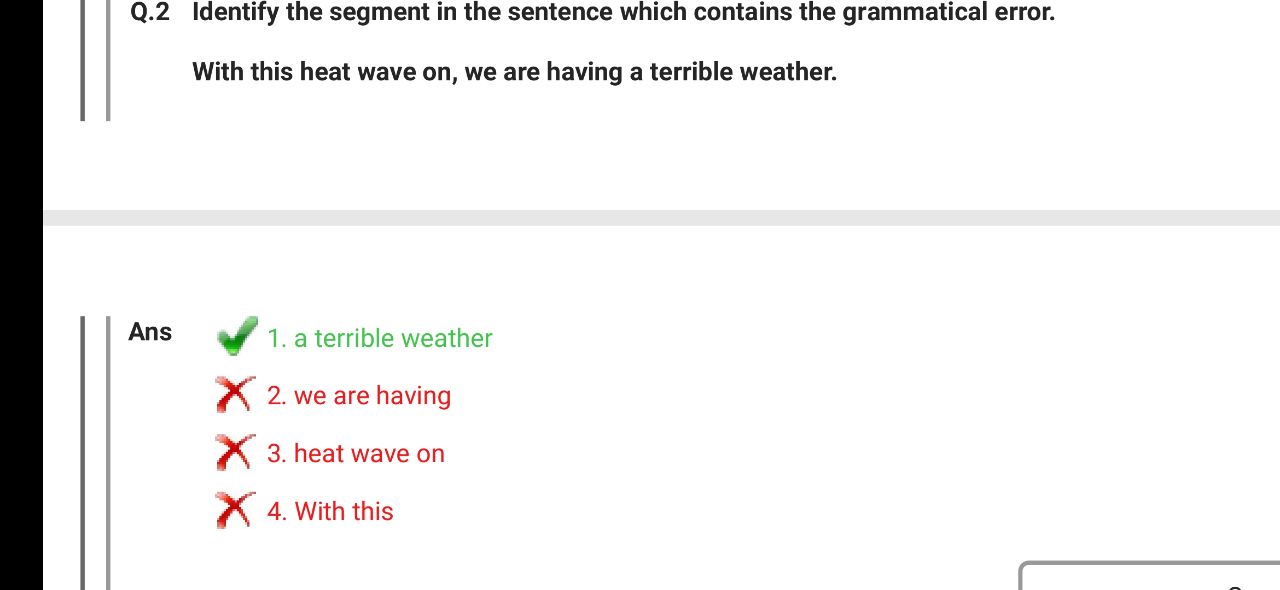 Q.2 Identify the segment in the sentence which contains the grammatical error.
With this heat wave on, we are having a terrible weather.
Ans 1. a terrible weather
2. we are having
3. heat wave on
4. With this